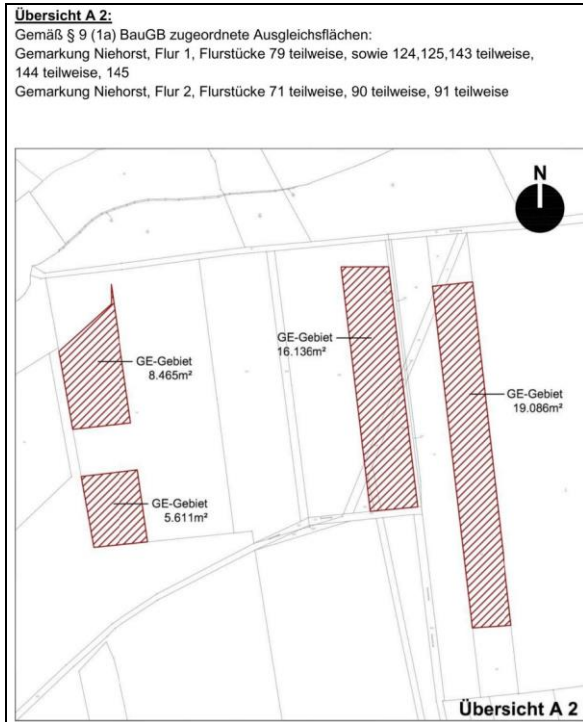 Übersicht A 2:
Gemäß § 9 (1a) BauGB zugeordnete Ausgleichsflächen:
Gemarkung Niehorst, Flur 1, Flurstücke 79 teilweise, sowie 124,125,143 teilweise,
144 teilweise, 145
Gemarkung Niehorst, Flur 2, Flurstücke 71 teilweise, 90 teilweise, 91 teilweise
N
GE-Gebiet
8.465m²
GE-Gebiet
16.136m²
GE-Gebiet
19.086m²
GE-Gebiet
5.611m²
Übersicht A 2